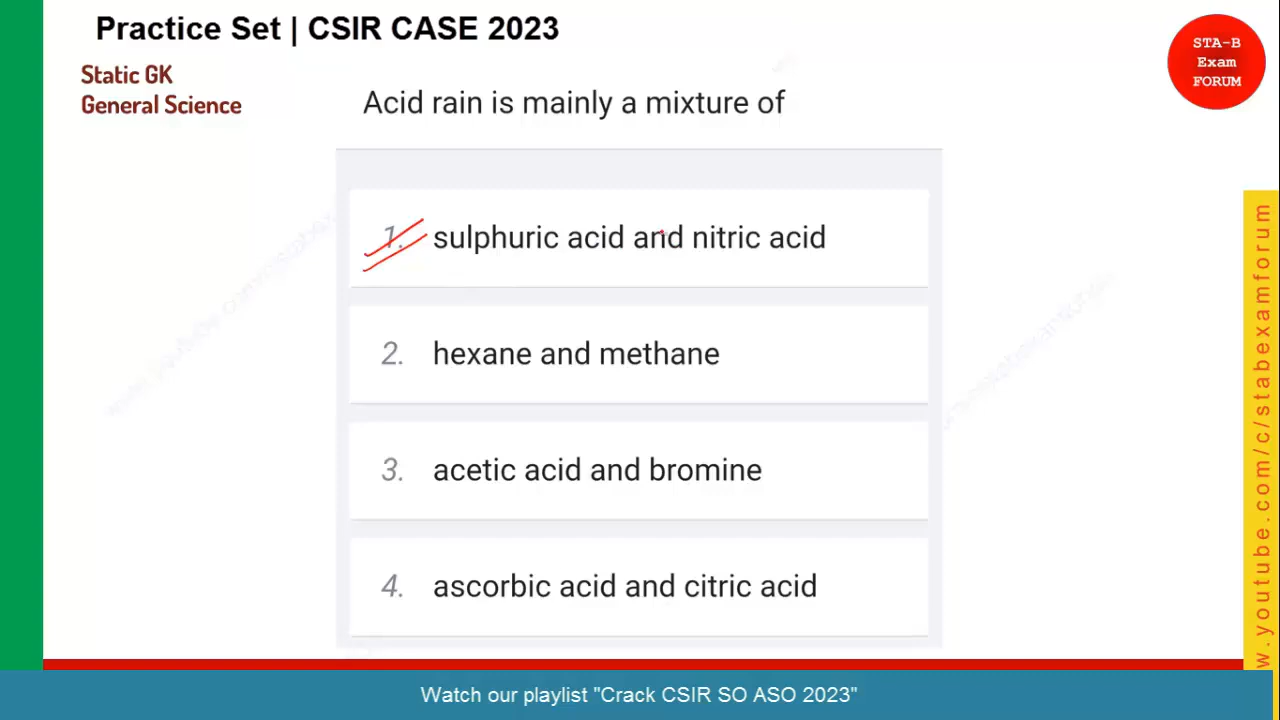 Practice Set | CSIR CASE 2023
STA-B
Exam
FORUM
Static GK
General Science
Acid rain is mainly a mixture of
1. sulphuric acid and nitric acid
2. hexane and methane
3. acetic acid and bromine
4. ascorbic acid and citric acid
w.youtube.com/c/stabexamforum
Watch our playlist "Crack CSIR SO ASO 2023"